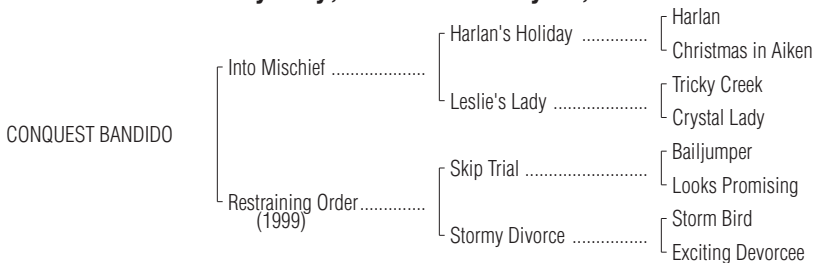 Harlan
Harlan's Holiday ..............
Christmas in Aiken
Into Mischief ....................
Tricky Creek
Leslie's Lady ....................
Crystal Lady
CONQUEST BANDIDO
Bailjumper
Skip Trial ..........................
Looks Promising
Restraining Order..............
(1999)
Storm Bird
Stormy Divorce ................
Exciting Devorcee